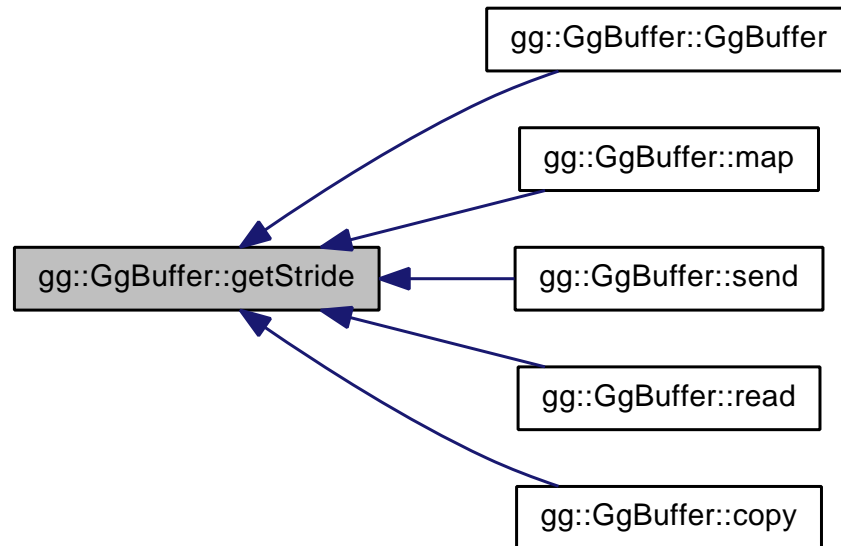 gg::GgBuffer::GgBuffer
gg::GgBuffer::map
gg::GgBuffer::getStride
gg::GgBuffer::send
gg::GgBuffer::read
gg::GgBuffer::copy